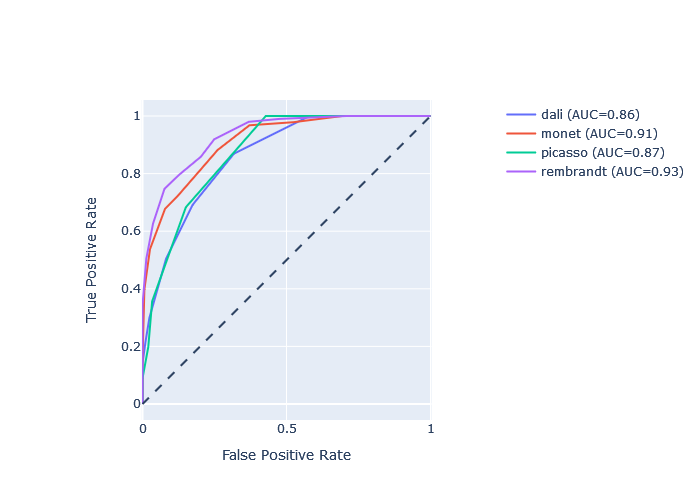 1
0.8
0.6
0.4
0.2
0
True Positive Rate
0 0.5 1
False Positive Rate
dali (AUC=0.86)
monet (AUC=0.91)
picasso (AUC=0.87)
rembrandt (AUC=0.93)